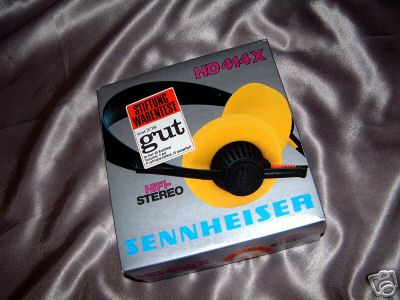 HD 414 X
STIFTUNG
WARENTEST
gut
HIFI-
STEREO
SENNHEISER